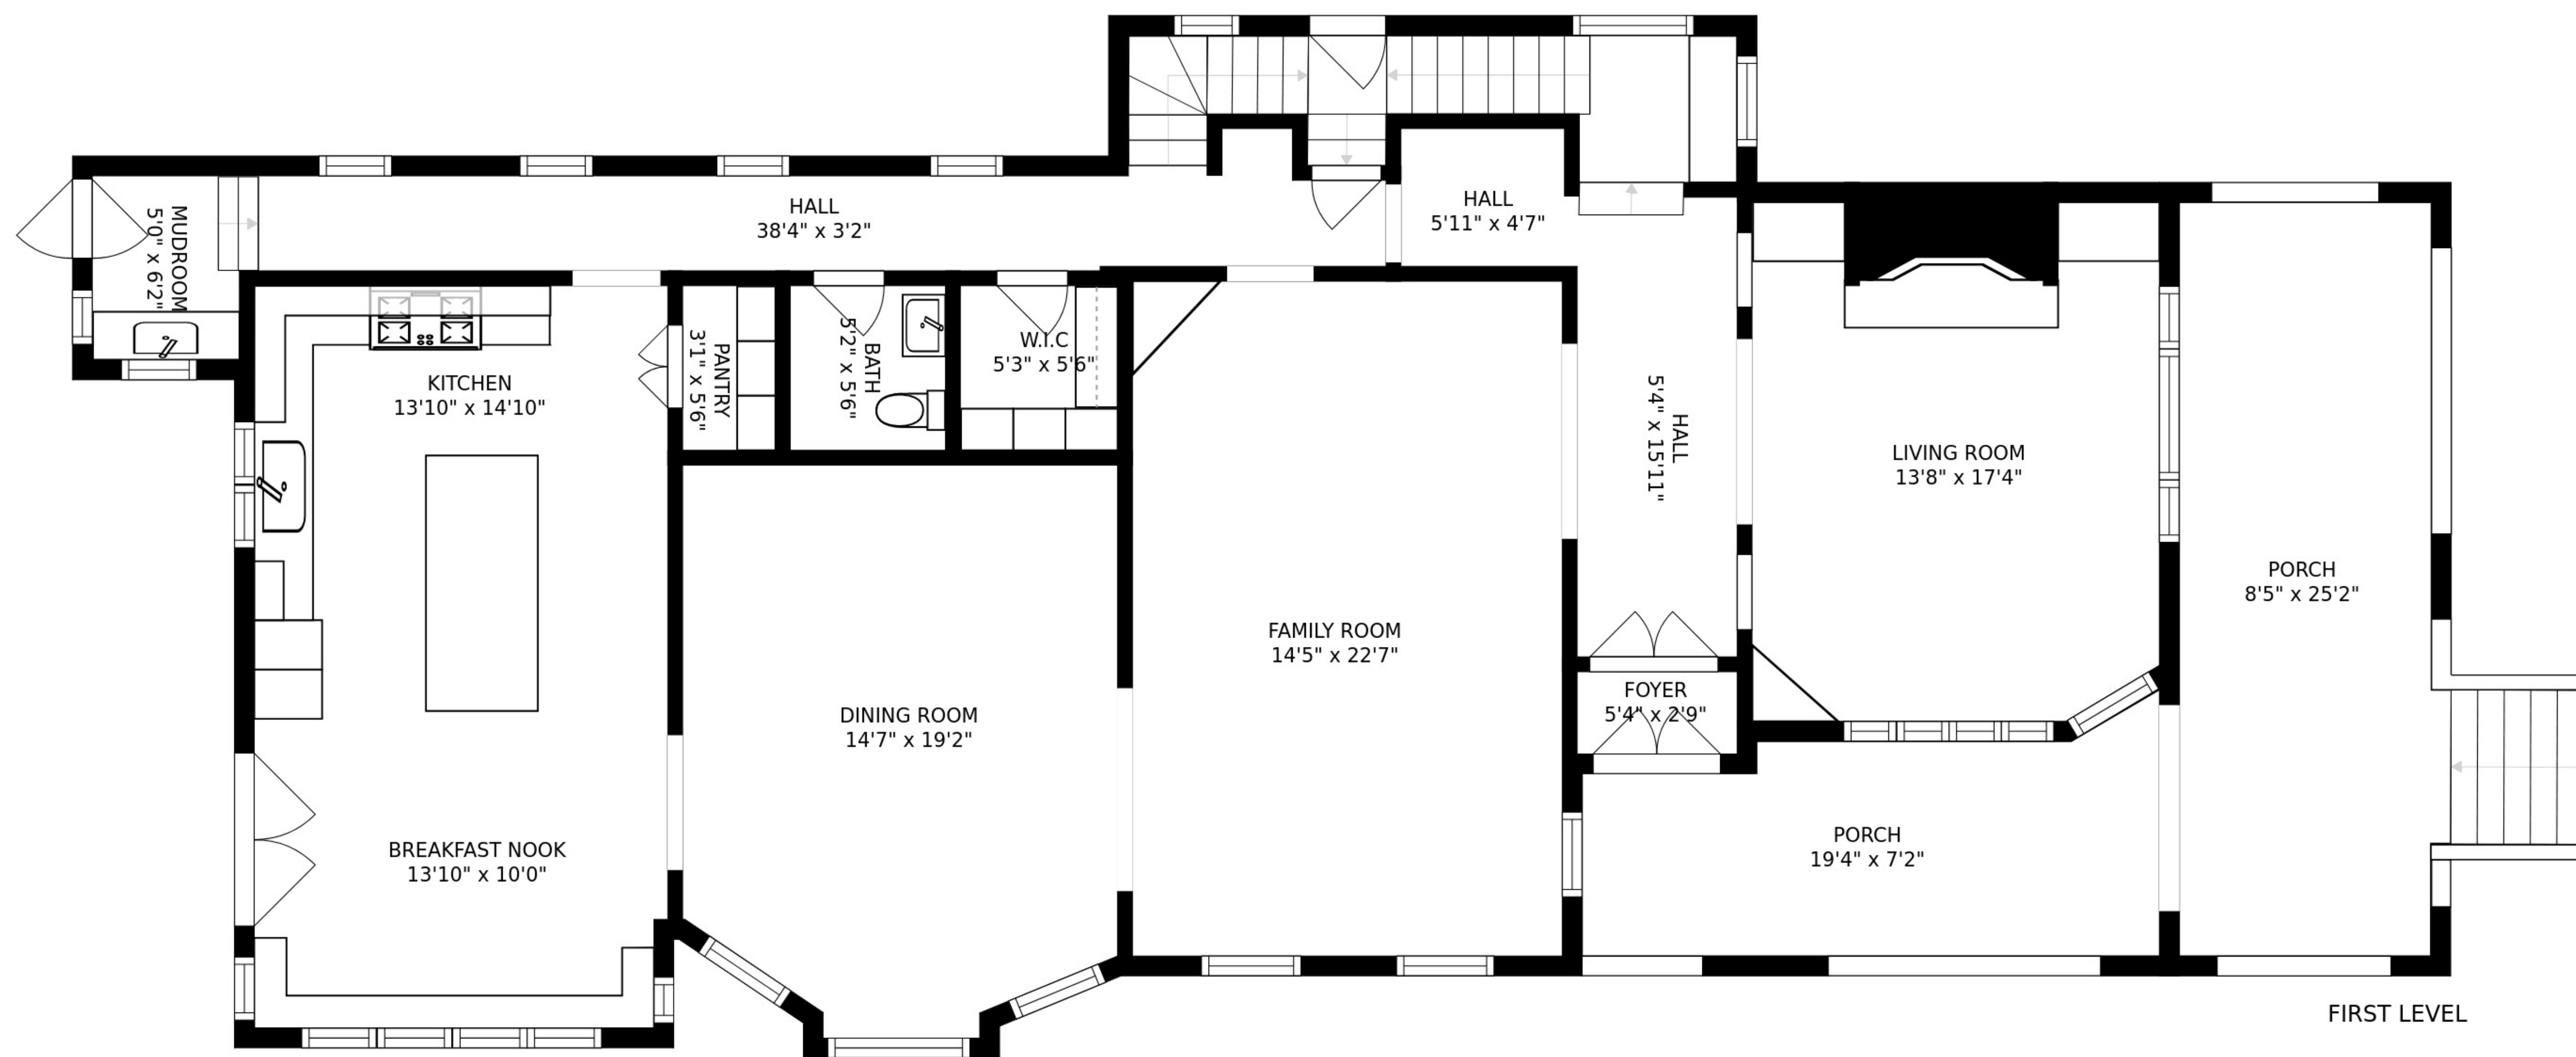 MUDROOM
5'0" x 6'2"
HALL
38'4" x 3'2"
HALL
5'11" x 4'7"
KITCHEN
13'10" x 14'10"
PANTRY
3'1" x 5'6"
BATH
5'2" x 5'6"
W.I.C
5'3" x 5'6"
HALL
5'4" x 15'11"
LIVING ROOM
13'8" x 17'4"
PORCH
8'5" x 25'2"
FAMILY ROOM
14'5" x 22'7"
DINING ROOM
14'7" x 19'2"
FOYER
5'4" x 2'9"
BREAKFAST NOOK
13'10" x 10'0"
PORCH
19'4" x 7'2"
FIRST LEVEL